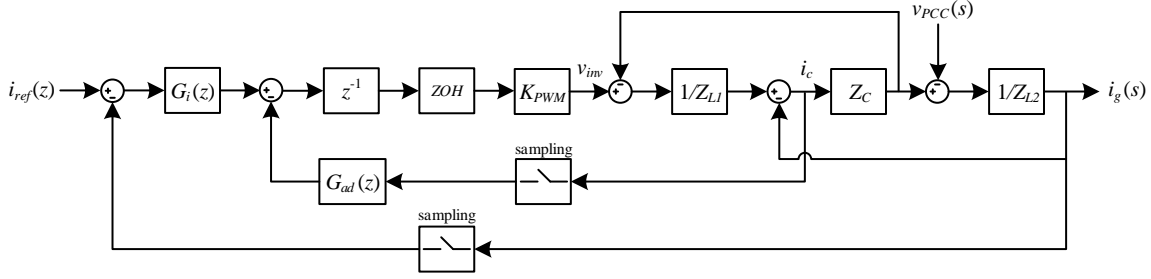 v_PCC(s)
i_ref(z)
G_i(z)
z^-1
ZOH
K_PWM
v_inv
1/Z_L1
i_c
Z_C
1/Z_L2
i_g(s)
sampling
G_ad(z)
sampling